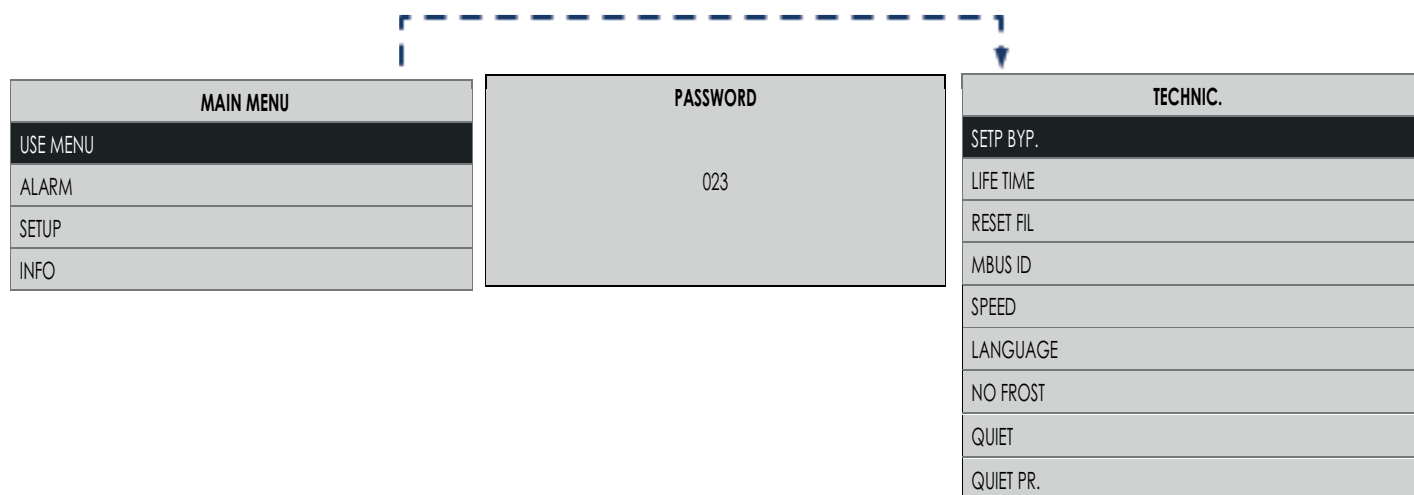 MAIN MENU
USE MENU
ALARM
SETUP
INFO
PASSWORD
023
TECHNIC.
SETP BYP.
LIFE TIME
RESET FIL
MBUS ID
SPEED
LANGUAGE
NO FROST
QUIET
QUIET PR.